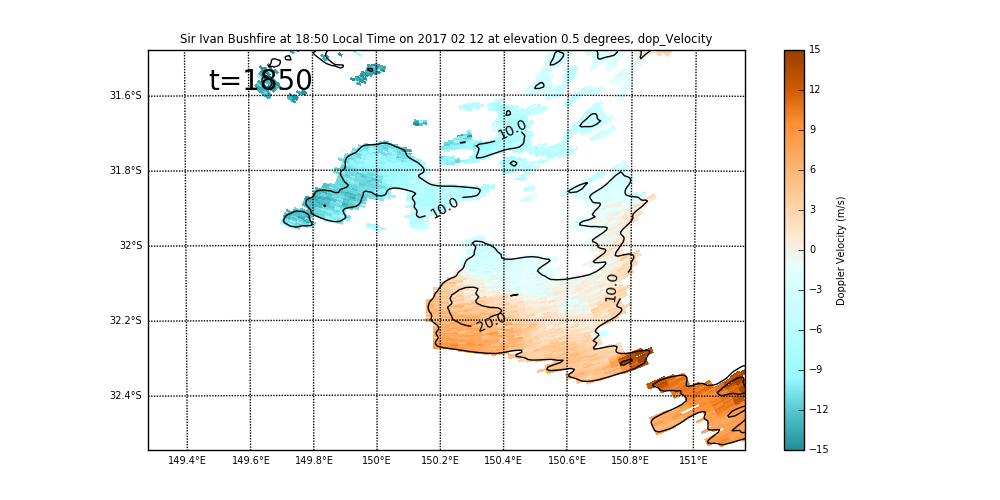 Sir Ivan Bushfire at 18:50 Local Time on 2017 02 12 at elevation 0.5 degrees, dop_Velocity
t=1850
31.6°S
31.8°S
32°S
32.2°S
32.4°S
10.0
10.0
10.0
20.0
149.4°E 149.6°E 149.8°E 150°E 150.2°E 150.4°E 150.6°E 150.8°E 151°E
15
12
9
6
3
0
−3
−6
−9
−12
−15
Doppler Velocity (m/s)